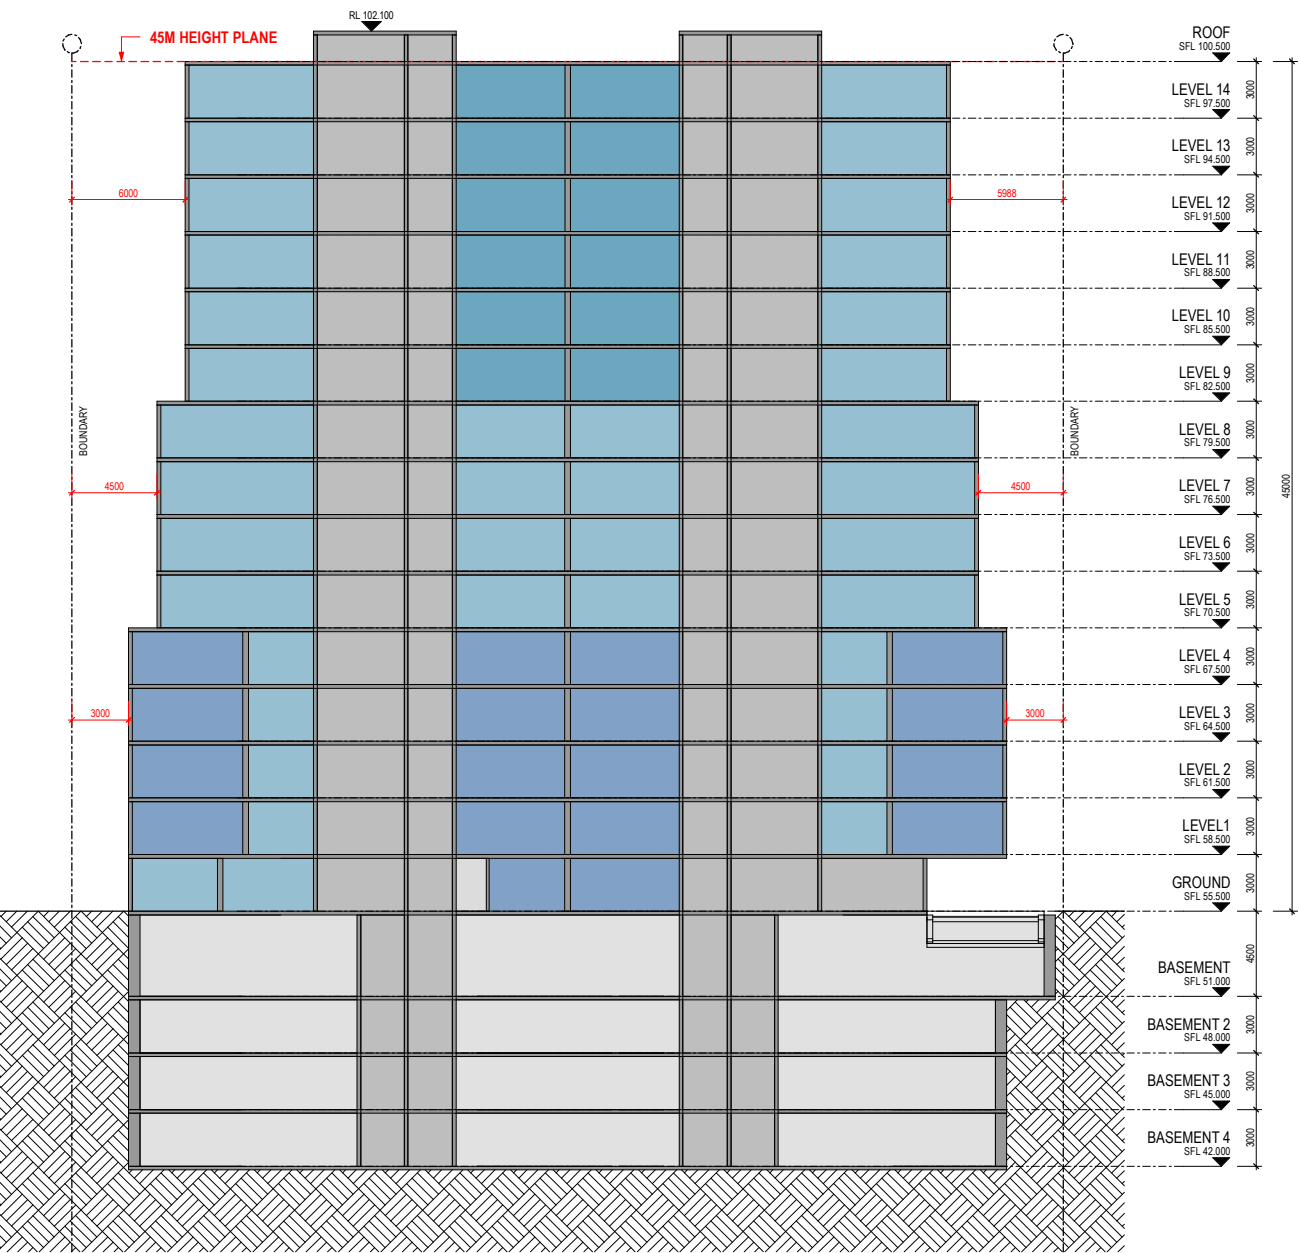 RL 102.100
45M HEIGHT PLANE
ROOF
SFL 100.500
3000
LEVEL 14
SFL 97.500
3000
LEVEL 13
SFL 94.500
3000
6000
5988
LEVEL 12
SFL 91.500
3000
LEVEL 11
SFL 88.500
3000
LEVEL 10
SFL 85.500
3000
LEVEL 9
SFL 82.500
3000
BOUNDARY
BOUNDARY
LEVEL 8
SFL 79.500
3000
4500
4500
LEVEL 7
SFL 76.500
3000
45000
LEVEL 6
SFL 73.500
3000
LEVEL 5
SFL 70.500
3000
LEVEL 4
SFL 67.500
3000
3000
3000
LEVEL 3
SFL 64.500
3000
LEVEL 2
SFL 61.500
3000
LEVEL1
SFL 58.500
3000
GROUND
SFL 55.500
3000
BASEMENT
SFL 51.000
4500
BASEMENT 2
SFL 48.000
3000
BASEMENT 3
SFL 45.000
3000
BASEMENT 4
SFL 42.000
3000